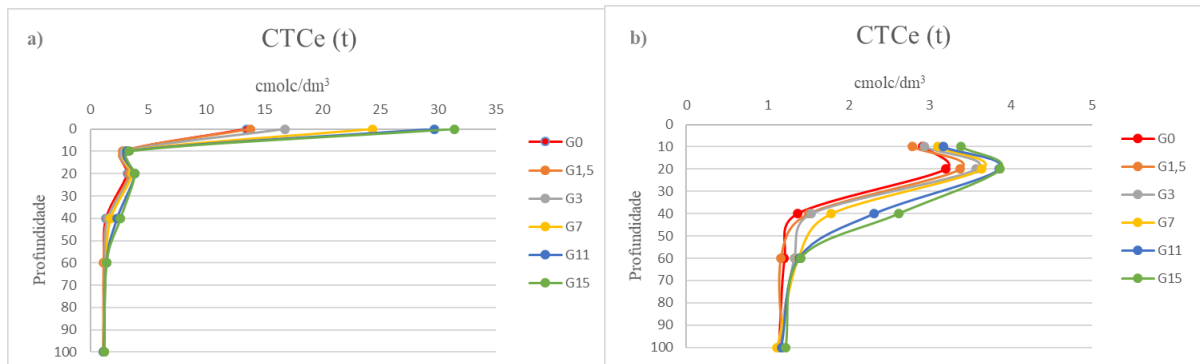 a)
CTCe (t)
cmolc/dm³
0 5 10 15 20 25 30 35
Profundidade
0
10
20
30
40
50
60
70
80
90
100
G0
G1,5
G3
G7
G11
G15
b)
CTCe (t)
cmolc/dm³
0 1 2 3 4 5
Profundidade
0
10
20
30
40
50
60
70
80
90
100
G0
G1,5
G3
G7
G11
G15